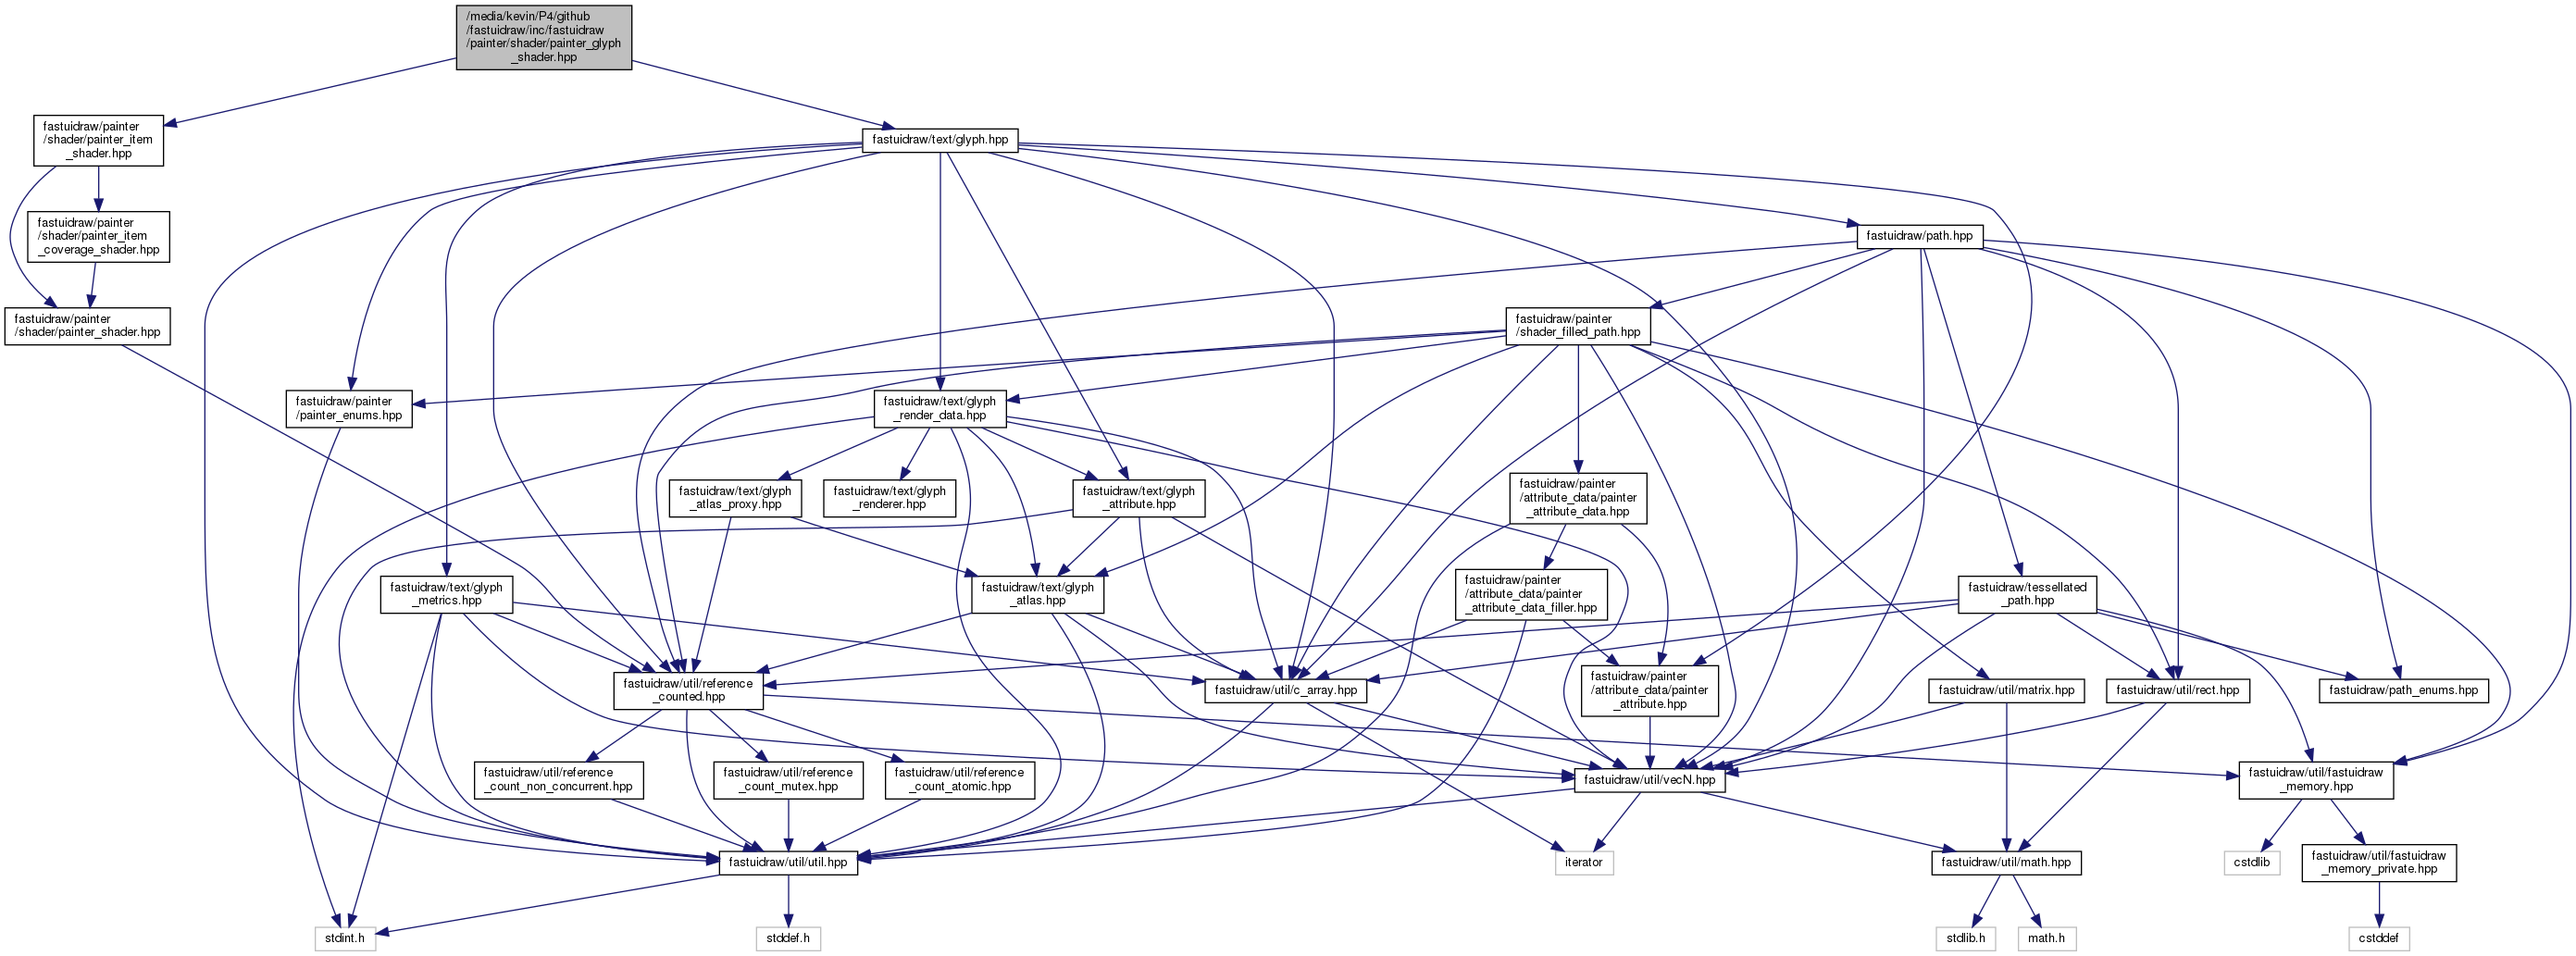 /media/kevin/P4/github
/fastuidraw/inc/fastuidraw
/painter/shader/painter_glyph
_shader.hpp
fastuidraw/painter
/shader/painter_item
_shader.hpp
fastuidraw/text/glyph.hpp
fastuidraw/painter
/shader/painter_item
_coverage_shader.hpp
fastuidraw/path.hpp
fastuidraw/painter
/shader/painter_shader.hpp
fastuidraw/painter
/shader_filled_path.hpp
fastuidraw/painter
/painter_enums.hpp
fastuidraw/text/glyph
_render_data.hpp
fastuidraw/text/glyph
_atlas_proxy.hpp
fastuidraw/text/glyph
_renderer.hpp
fastuidraw/text/glyph
_attribute.hpp
fastuidraw/painter
/attribute_data/painter
_attribute_data.hpp
fastuidraw/text/glyph
_metrics.hpp
fastuidraw/text/glyph
_atlas.hpp
fastuidraw/painter
/attribute_data/painter
_attribute_data_filler.hpp
fastuidraw/tessellated
_path.hpp
fastuidraw/util/reference
_counted.hpp
fastuidraw/util/c_array.hpp
fastuidraw/painter
/attribute_data/painter
_attribute.hpp
fastuidraw/util/matrix.hpp
fastuidraw/util/rect.hpp
fastuidraw/path_enums.hpp
fastuidraw/util/reference
_count_non_concurrent.hpp
fastuidraw/util/reference
_count_mutex.hpp
fastuidraw/util/reference
_count_atomic.hpp
fastuidraw/util/vecN.hpp
fastuidraw/util/fastuidraw
_memory.hpp
fastuidraw/util/util.hpp
iterator
fastuidraw/util/math.hpp
cstdlib
fastuidraw/util/fastuidraw
_memory_private.hpp
stdint.h
stddef.h
stdlib.h
math.h
cstddef